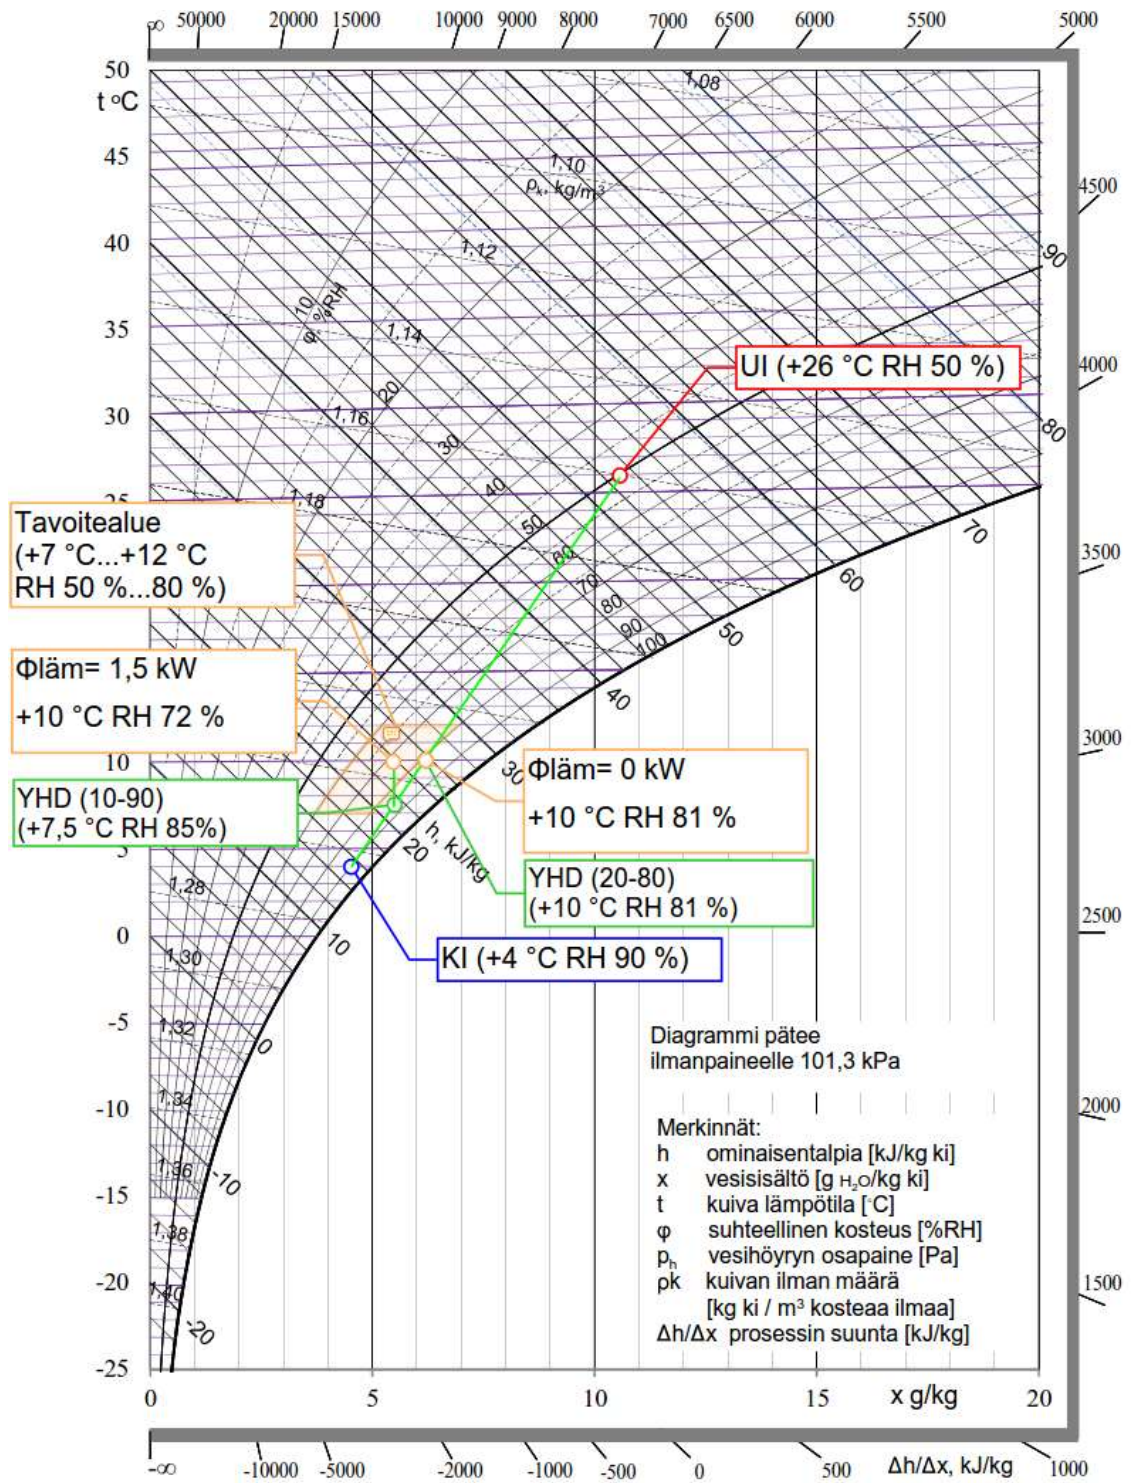 ∞ 50000 20000 15000 10000 9000 8000 7000 6500 6000 5500 5000
50
t °C
45
40
35
30
25
10
5
0
-5
-10
-15
-20
-25
0 5 10 15 x g/kg 20
4500
4000
3500
3000
2500
2000
1500
-∞ -10000 -5000 -2000 -1000 -500 0 500 Δh/Δx, kJ/kg 1000
1,08
1,10
ρk, kg/m³
1,12
1,14
1,16
1,18
1,28
1,30
1,32
1,34
1,36
1,38
1,40
10
φ, %RH
20
30
40
50
60
70
80
90
100
90
80
70
60
50
40
30
20
h, kJ/kg
10
0
-10
-20
UI (+26 °C RH 50 %)
Tavoitealue
(+7 °C...+12 °C
RH 50 %...80 %)
Φläm= 1,5 kW
+10 °C RH 72 %
YHD (10-90)
(+7,5 °C RH 85%)
Φläm= 0 kW
+10 °C RH 81 %
YHD (20-80)
(+10 °C RH 81 %)
KI (+4 °C RH 90 %)
Diagrammi pätee
ilmanpaineelle 101,3 kPa
Merkinnät:
h ominaisentalpia [kJ/kg ki]
x vesisisältö [g H₂O/kg ki]
t kuiva lämpötila [°C]
φ suhteellinen kosteus [%RH]
pₕ vesihöyryn osapaine [Pa]
ρk kuivan ilman määrä
[kg ki / m³ kosteaa ilmaa]
Δh/Δx prosessin suunta [kJ/kg]